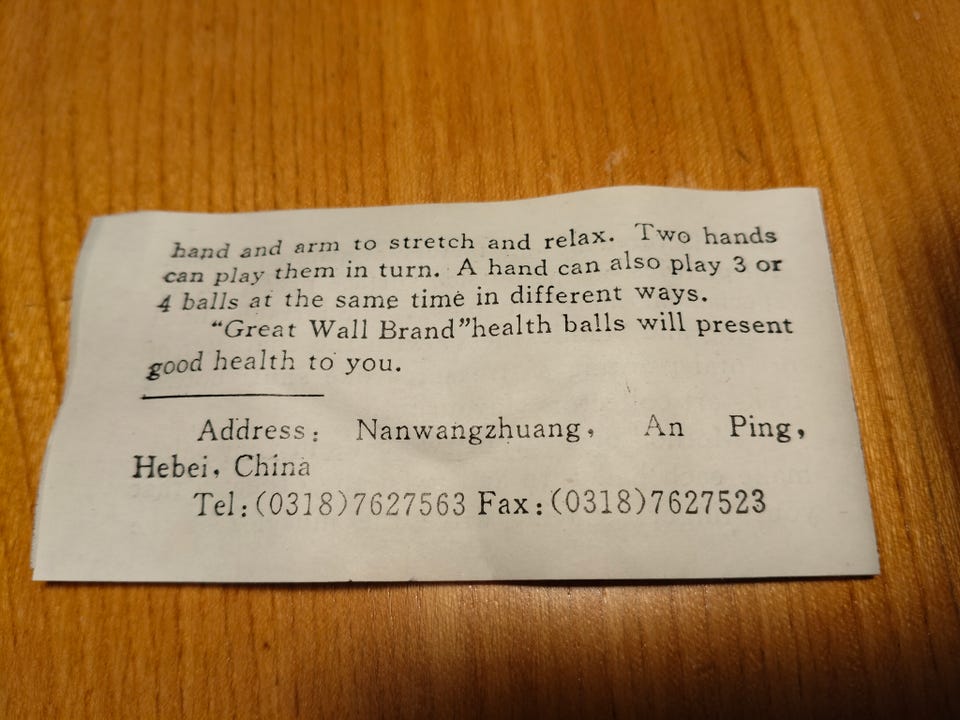 hand and arm to stretch and relax. Two hands
can play them in turn. A hand can also play 3 or
4 balls at the same time in different ways.
"Great Wall Brand"health balls will present
good health to you.
Address: Nanwangzhuang, An Ping,
Hebei, China
Tel:(0318)7627563 Fax:(0318)7627523